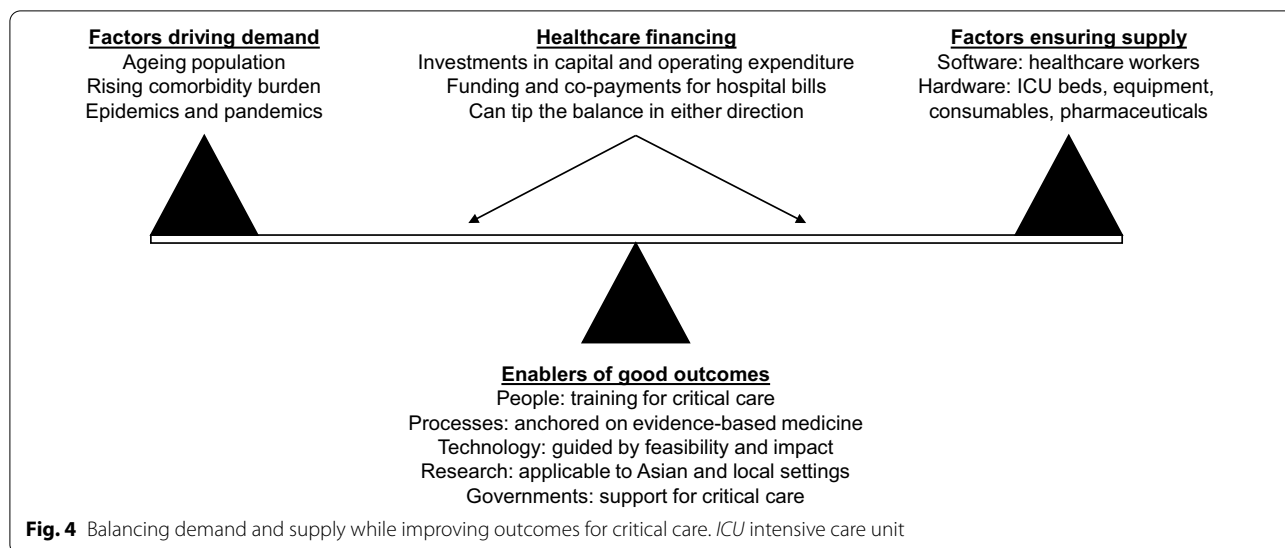 Factors driving demand
Ageing population
Rising comorbidity burden
Epidemics and pandemics
Healthcare financing
Investments in capital and operating expenditure
Funding and co-payments for hospital bills
Can tip the balance in either direction
Factors ensuring supply
Software: healthcare workers
Hardware: ICU beds, equipment,
consumables, pharmaceuticals
Enablers of good outcomes
People: training for critical care
Processes: anchored on evidence-based medicine
Technology: guided by feasibility and impact
Research: applicable to Asian and local settings
Governments: support for critical care
Fig. 4 Balancing demand and supply while improving outcomes for critical care. ICU intensive care unit